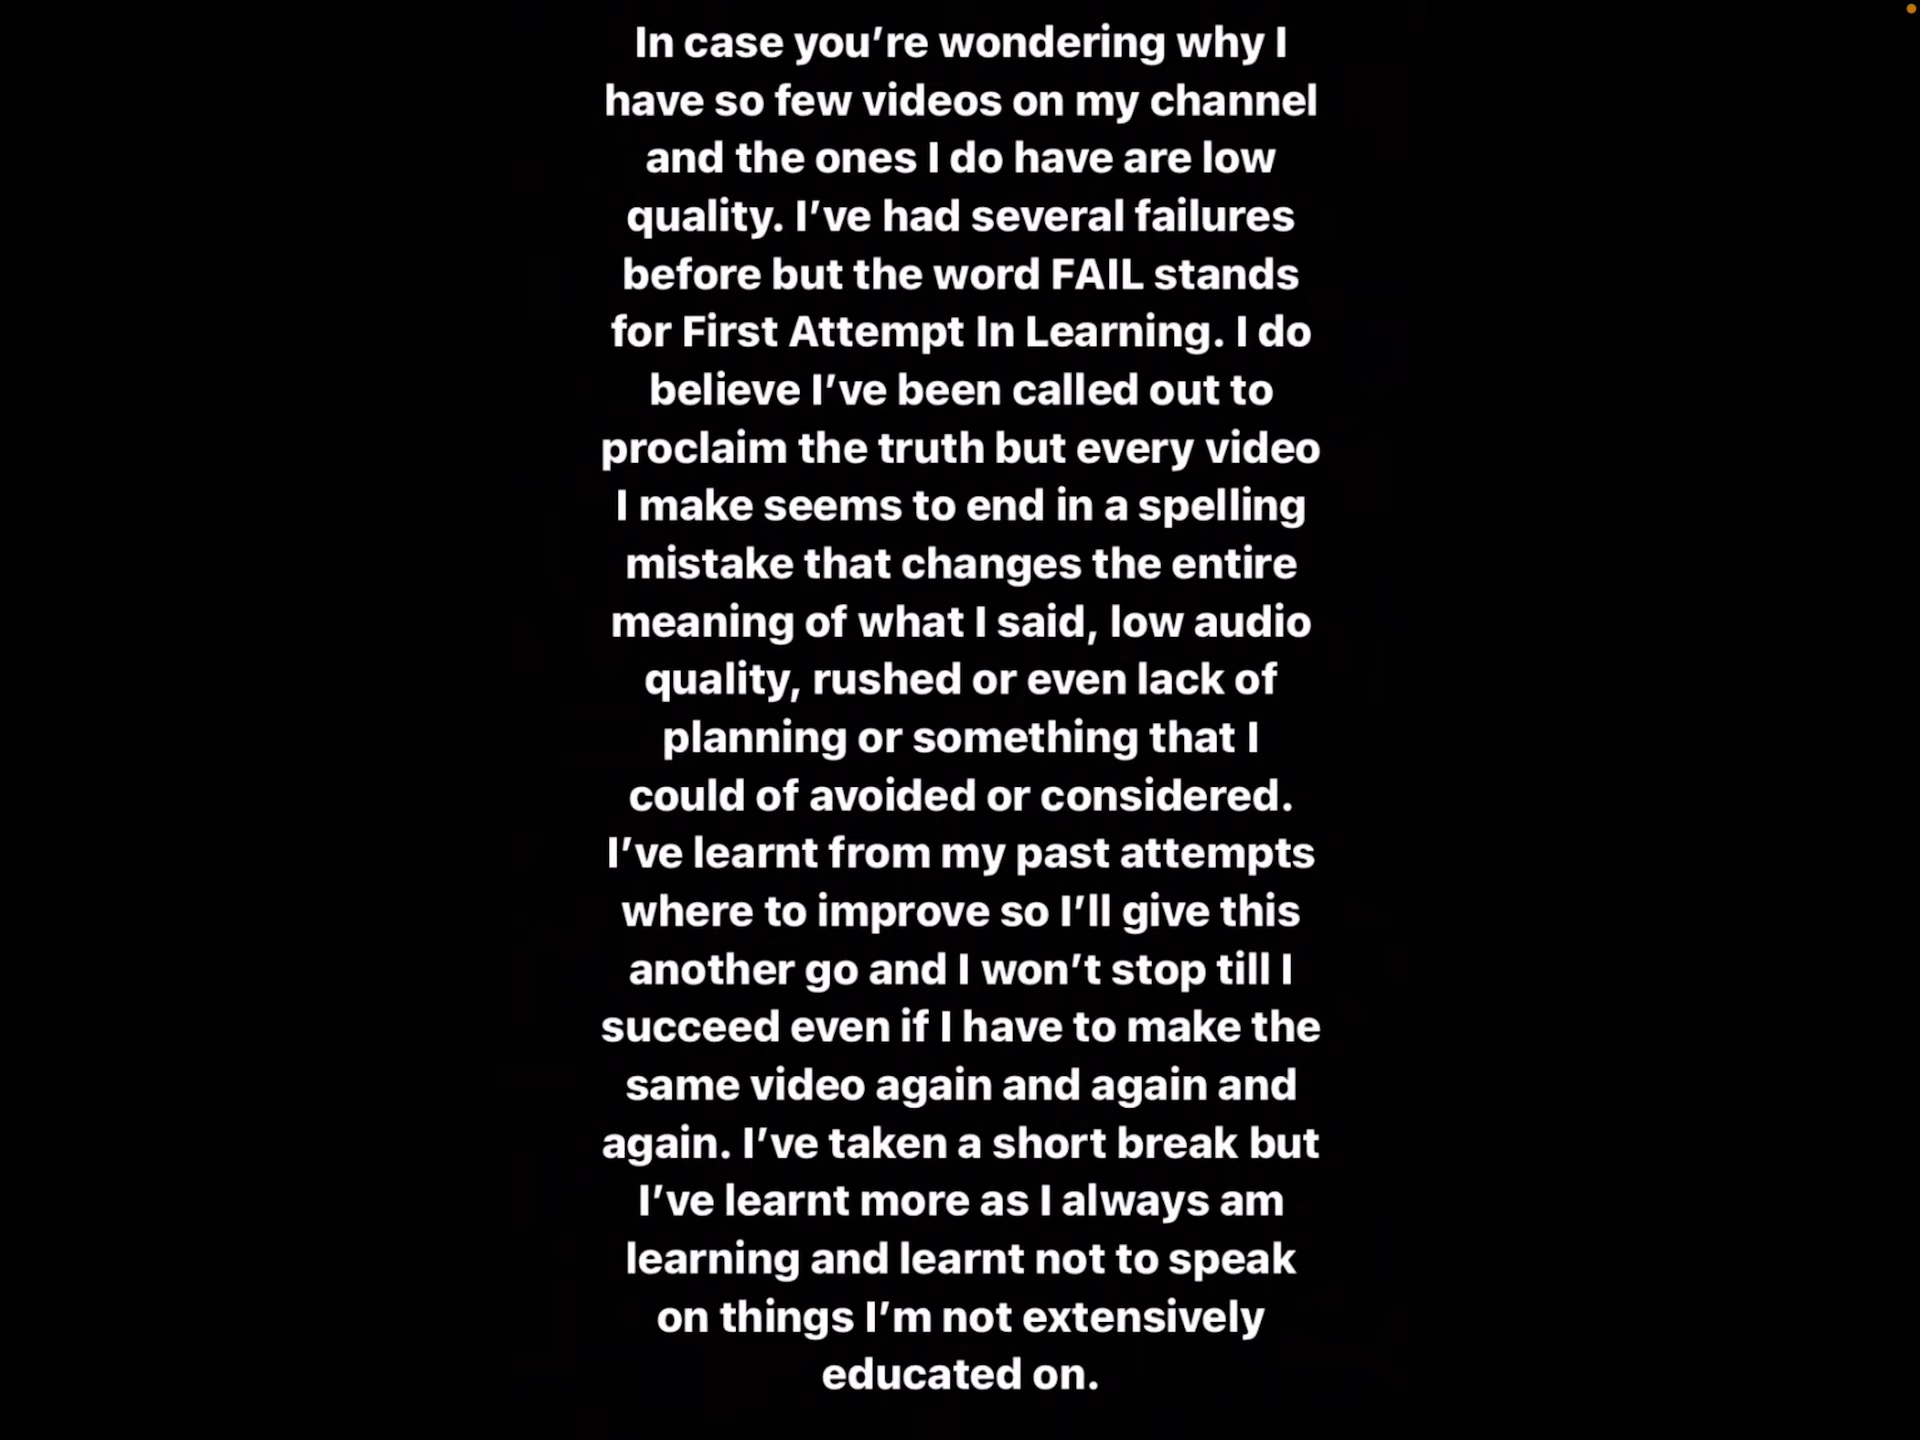 In case you’re wondering why I
have so few videos on my channel
and the ones I do have are low
quality. I’ve had several failures
before but the word FAIL stands
for First Attempt In Learning. I do
believe I’ve been called out to
proclaim the truth but every video
I make seems to end in a spelling
mistake that changes the entire
meaning of what I said, low audio
quality, rushed or even lack of
planning or something that I
could of avoided or considered.
I’ve learnt from my past attempts
where to improve so I’ll give this
another go and I won’t stop till I
succeed even if I have to make the
same video again and again and
again. I’ve taken a short break but
I’ve learnt more as I always am
learning and learnt not to speak
on things I’m not extensively
educated on.